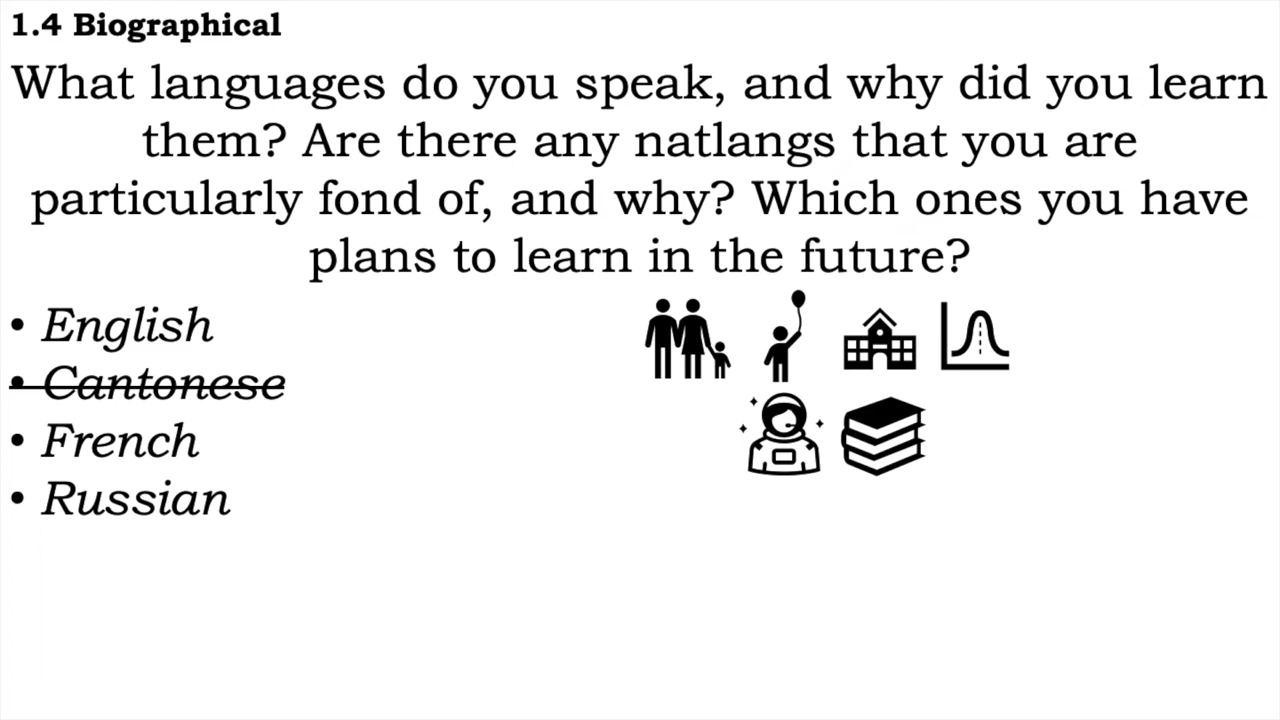 1.4 Biographical
What languages do you speak, and why did you learn
them? Are there any natlangs that you are
particularly fond of, and why? Which ones you have
plans to learn in the future?
• English
• Cantonese
• French
• Russian